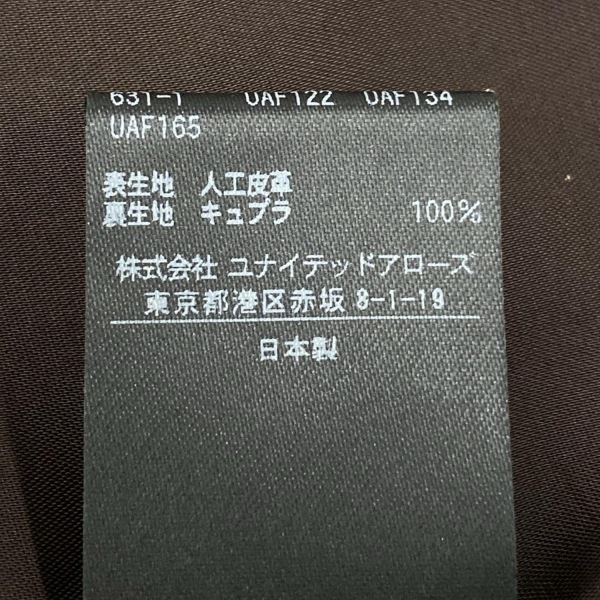 631-1 UAF122 UAF134
UAF165
表生地 人工皮革
裏生地 キュプラ 100%
株式会社 ユナイテッドアローズ
東京都港区赤坂 8-1-19
日本製